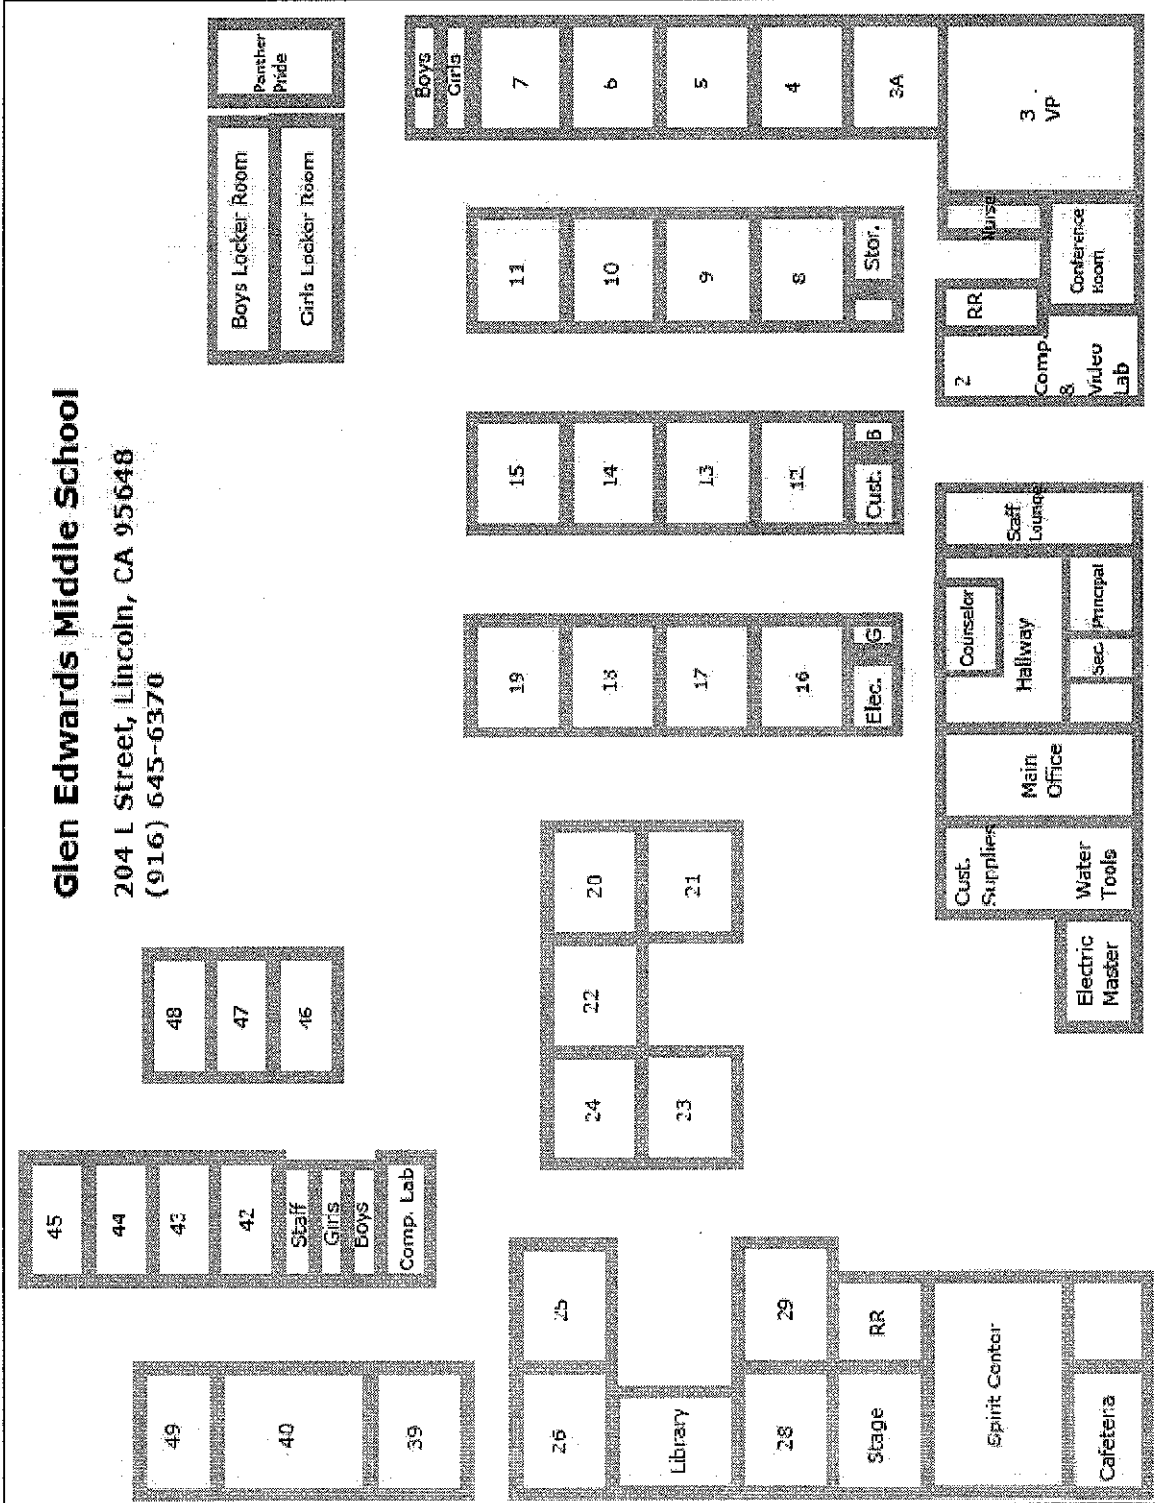 Glen Edwards Middle School
204 L Street, Lincoln, CA 95648
(916) 645-6370
49
40
39
45
44
43
42
Staff
Girls
Boys
Comp. Lab
48
47
46
Boys Locker Room
Girls Locker Room
Panther
Pride
26
25
Library
28
29
Stage
RR
Spirit Center
Cafeteria
24
22
20
23
21
19
18
17
16
Elec.
G
15
14
13
12
Cust.
B
11
10
9
8
Stor.
Boys
Girls
7
6
5
4
3A
3
VP
Electric
Master
Cust.
Supplies
Water
Tools
Main
Office
Counselor
Hallway
Sec.
Principal
Staff
Lounge
2
Comp.
&
Video
Lab
RR
Nurse
Conference
Room